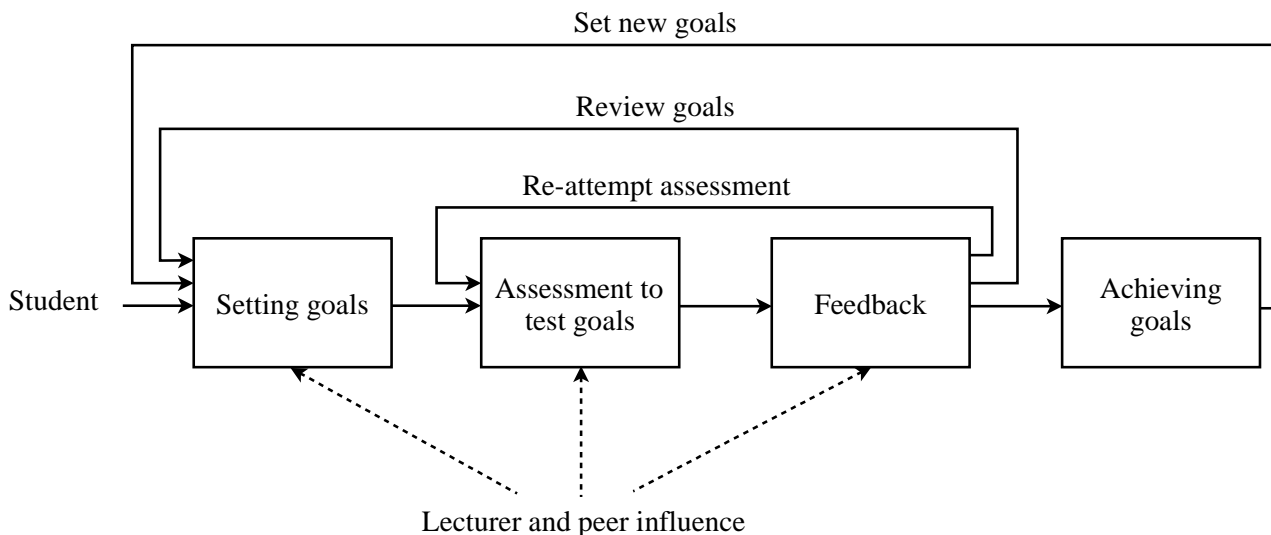 Set new goals
Review goals
Re-attempt assessment
Student
Setting goals
Assessment to
test goals
Feedback
Achieving
goals
Lecturer and peer influence